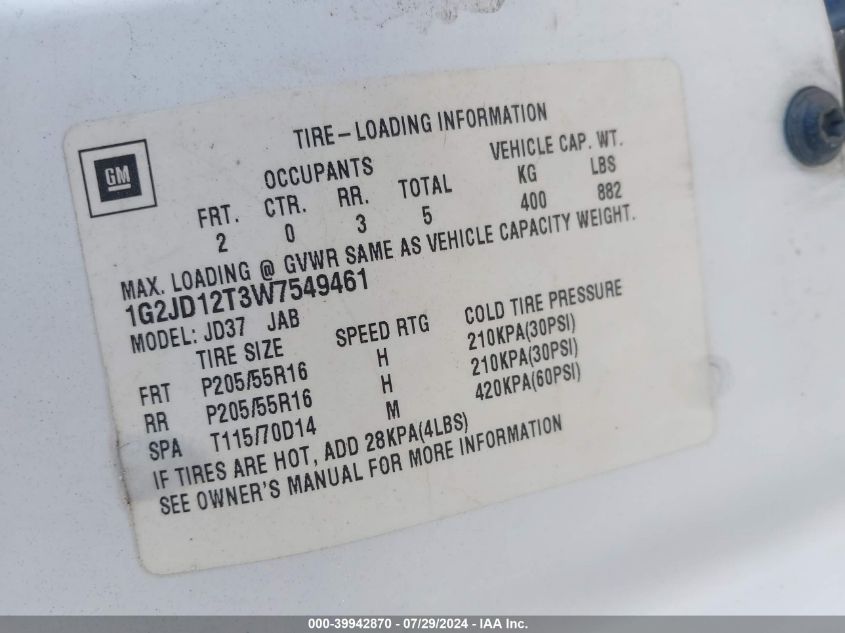 GM
TIRE – LOADING INFORMATION
OCCUPANTS VEHICLE CAP. WT.
FRT. CTR. RR. TOTAL KG LBS
2 0 3 5 400 882
MAX. LOADING @ GVWR SAME AS VEHICLE CAPACITY WEIGHT.
1G2JD12T3W7549461
MODEL: JD37 JAB
TIRE SIZE SPEED RTG COLD TIRE PRESSURE
FRT P205/55R16 H 210KPA(30PSI)
RR P205/55R16 H 210KPA(30PSI)
SPA T115/70D14 M 420KPA(60PSI)
IF TIRES ARE HOT, ADD 28KPA(4LBS)
SEE OWNER'S MANUAL FOR MORE INFORMATION
000-39942870 - 07/29/2024 - IAA Inc.